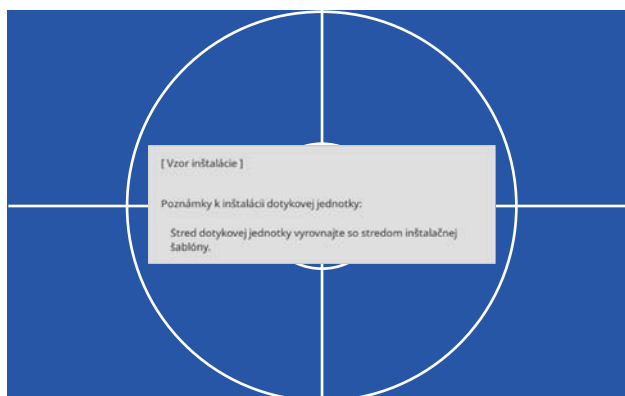 [ Vzor inštalácie ]
Poznámky k inštalácii dotykovej jednotky:
Stred dotykovej jednotky vyrovnajte so stredom inštalačnej
šablóny.